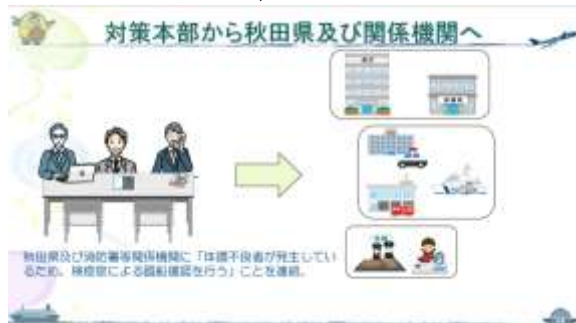 対策本部から秋田県及び関係機関へ
秋田県及び消防署等関係機関に「体調不良者が発生してい
るため、検疫官による臨船確認を行う」ことを連絡。